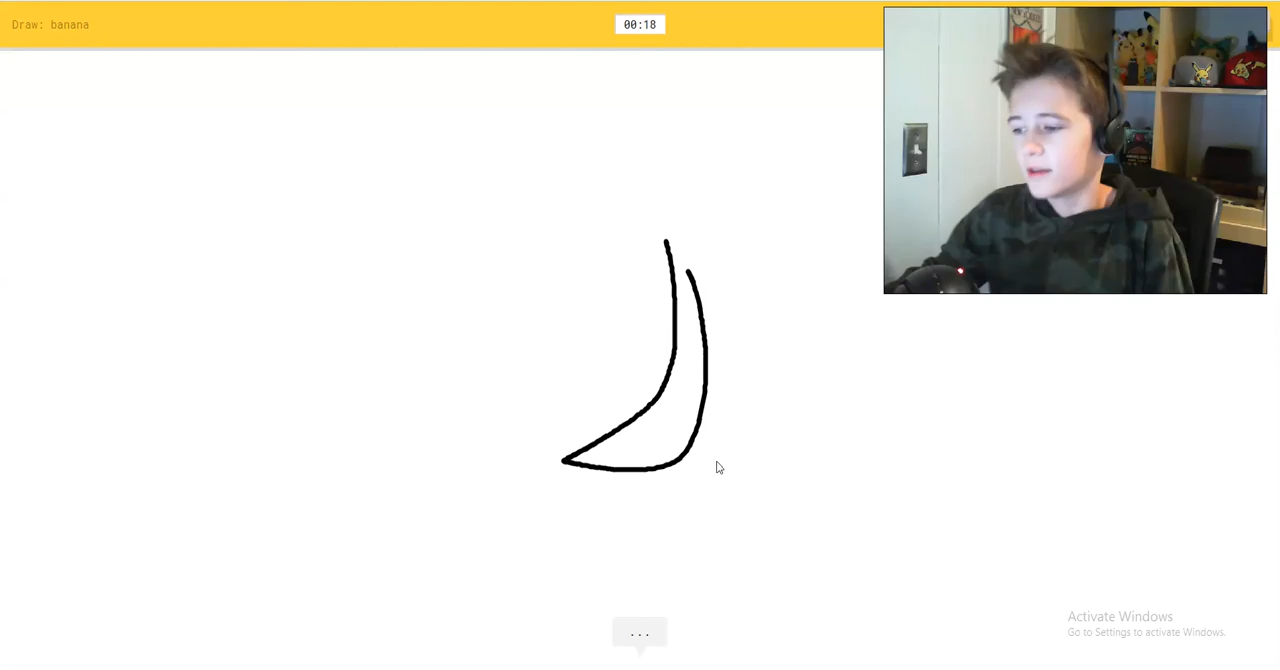 Draw: banana
00:18
...
Activate Windows
Go to Settings to activate Windows.